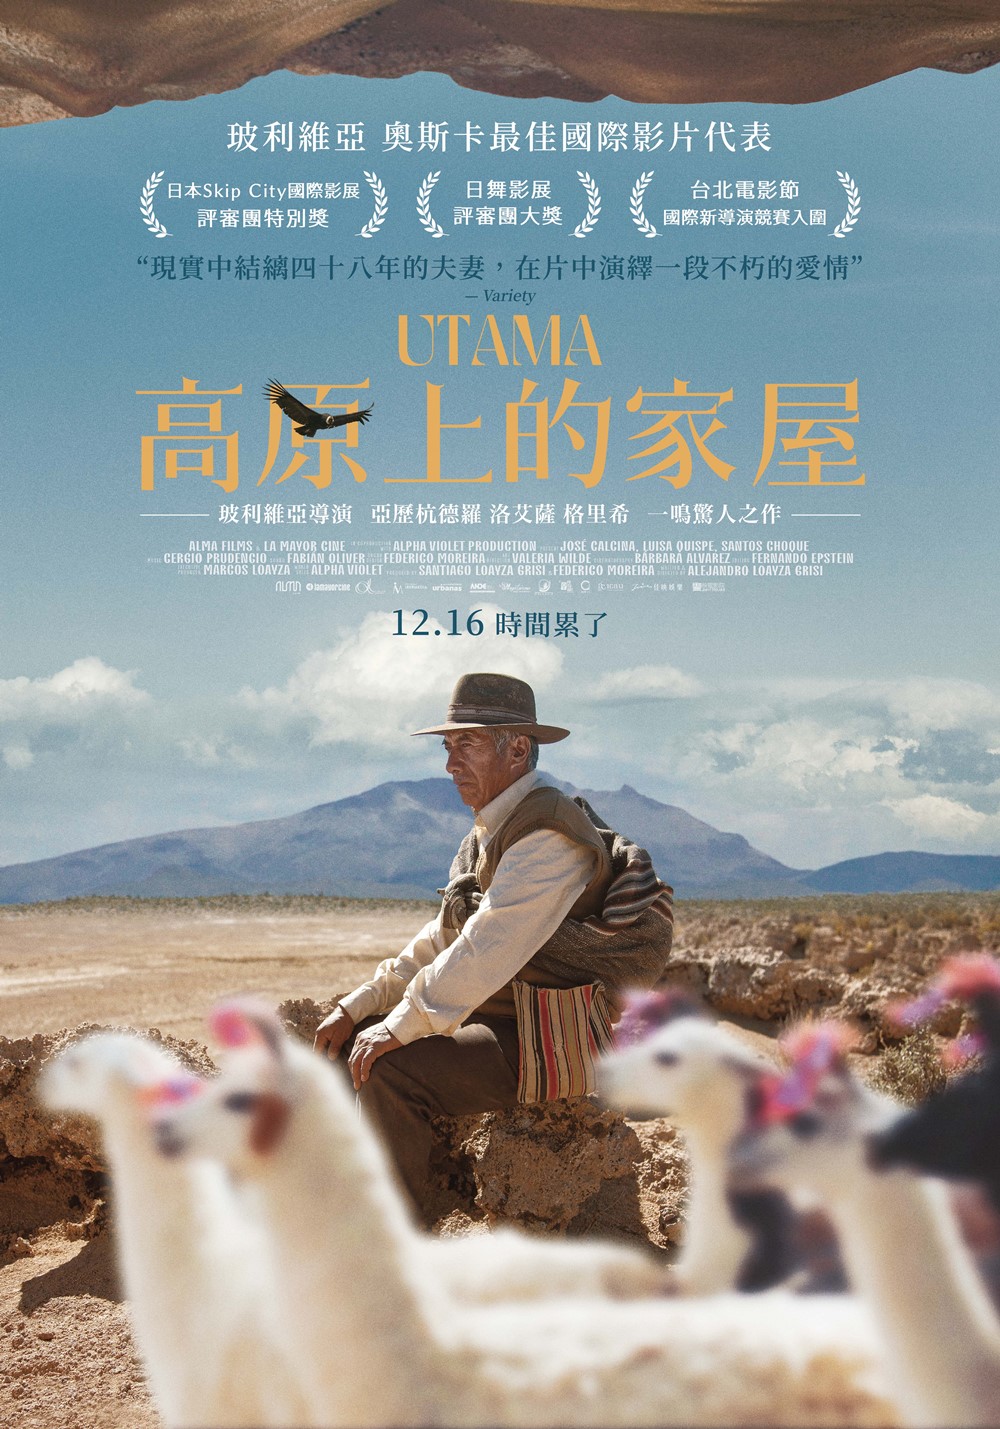 玻利維亞 奧斯卡最佳國際影片代表
日本Skip City國際影展
評審團特別獎
日舞影展
評審團大獎
台北電影節
國際新導演競賽入圍
“現實中結縭四十八年的夫妻，在片中演繹一段不朽的愛情”
— Variety
UTAMA
高原上的家屋
玻利維亞導演 亞歷杭德羅 洛艾薩 格里希 一鳴驚人之作
ALMA FILMS LA MAYOR CINE ALPHA VIOLET PRODUCTION JOSÉ CALCINA, LUISA QUISPE, SANTOS CHOQUE
CERGIO PRUDENCIO FABIÁN OLIVER FEDERICO MOREIRA VALERIA WILDE BARBARA ALVAREZ FERNANDO EPSTEIN
MARCOS LOAYZA ALPHA VIOLET SANTIAGO LOAYZA GRISI FEDERICO MOREIRA ALEJANDRO LOAYZA GRISI
ALMA lamayorcine
12.16 時間累了